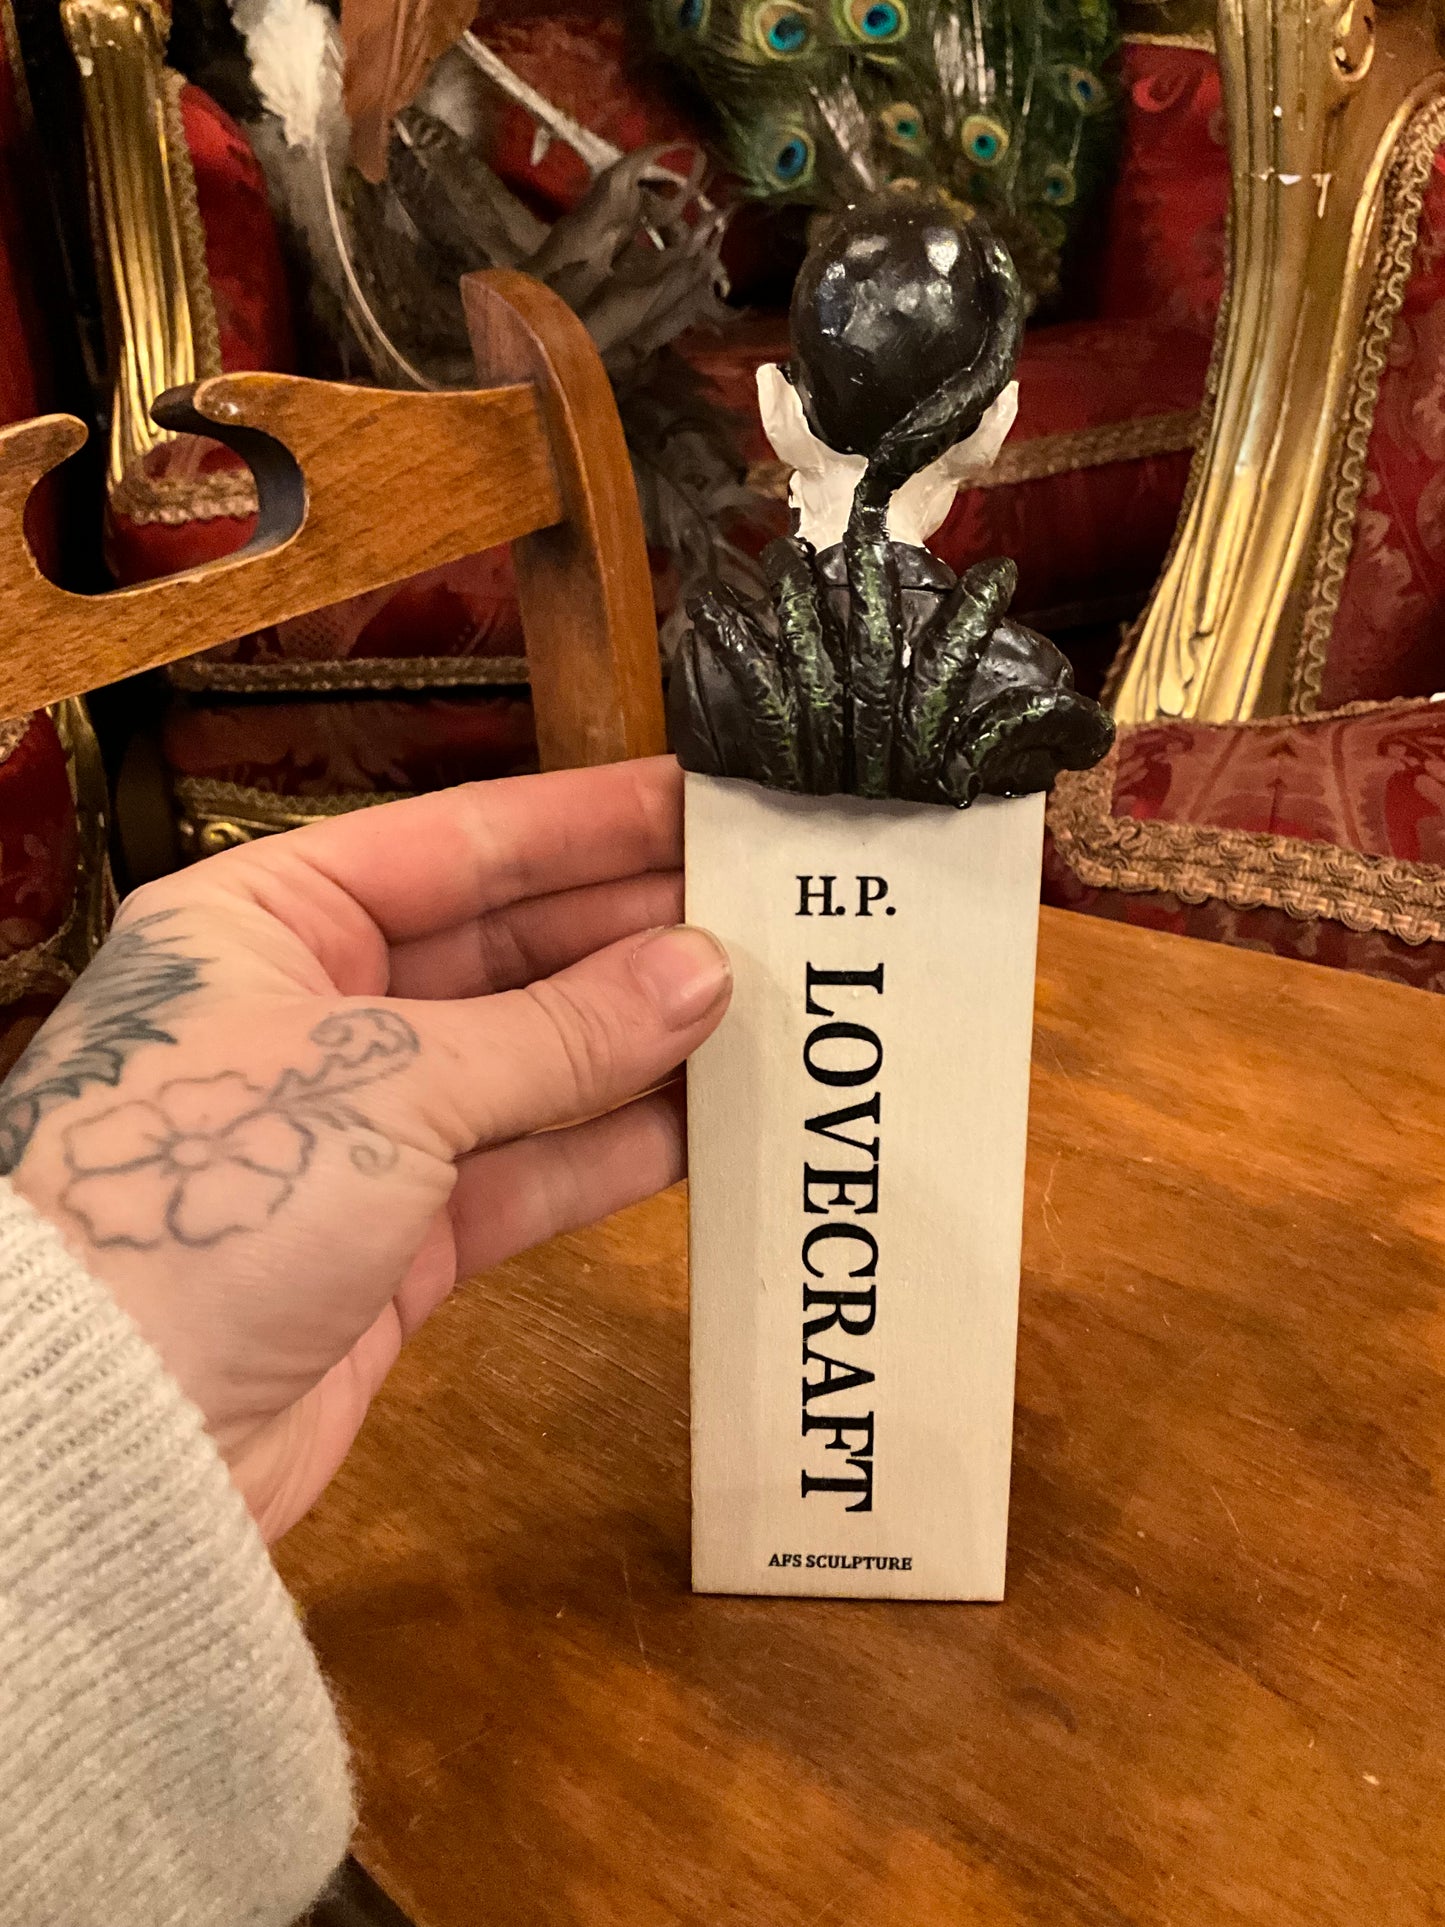 H. P.
LOVECRAFT
AFS SCULPTURE